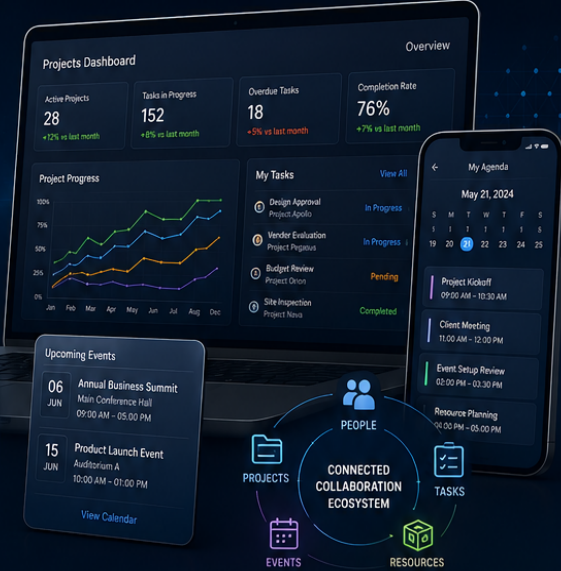 Projects Dashboard
Overview
Active Projects
28
+12% vs last month
Tasks in Progress
152
+8% vs last month
Overdue Tasks
18
+5% vs last month
Completion Rate
76%
+7% vs last month
Project Progress
100%
75%
50%
25%
0%
Jan Feb Mar Apr May Jun Jul Aug Dec
My Tasks
View All
Design Approval
Project Apollo
In Progress
Vender Evaluation
Project Pegasus
In Progress
Budget Review
Project Orion
Pending
Site Inspection
Project Nova
Completed
My Agenda
May 21, 2024
S M T W T F S
19 20 21 22 23 24 25
Project Kickoff
09:00 AM - 10:30 AM
Client Meeting
11:00 AM - 12:00 PM
Event Setup Review
02:00 PM - 03:30 PM
Resource Planning
04:00 PM - 05:00 PM
Upcoming Events
06
JUN
Annual Business Summit
Main Conference Hall
09:00 AM - 05:00 PM
15
JUN
Product Launch Event
Auditorium A
10:00 AM - 01:00 PM
View Calendar
PEOPLE
PROJECTS
TASKS
EVENTS
RESOURCES
CONNECTED
COLLABORATION
ECOSYSTEM